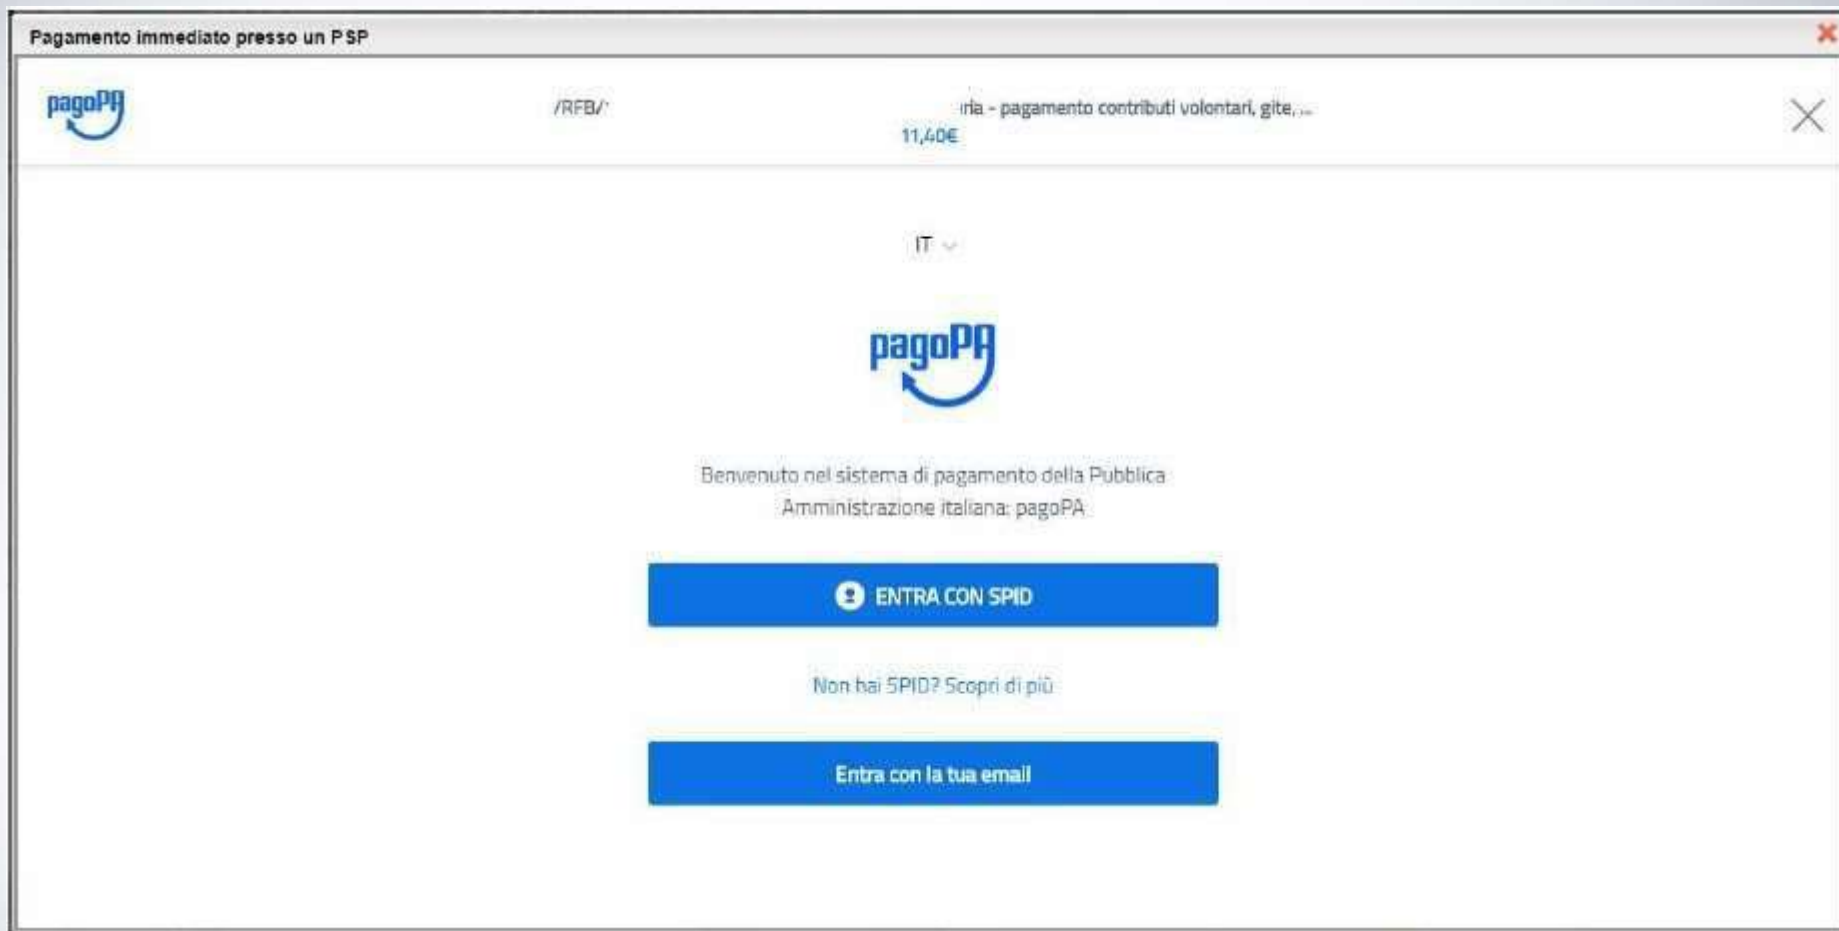 Pagamento immediato presso un PSP
pagoPA
/RFB/
ria - pagamento contributi volontari, gite, ...
11,40€
IT
pagoPA
Benvenuto nel sistema di pagamento della Pubblica
Amministrazione italiana: pagoPA
ENTRA CON SPID
Non hai SPID? Scopri di più
Entra con la tua email